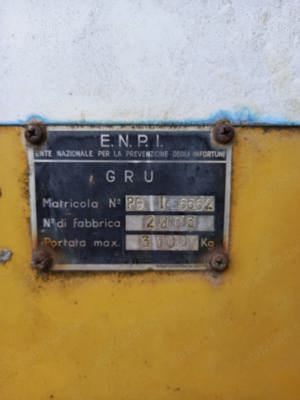 E.N.P.I.
ENTE NAZIONALE PER LA PREVENZIONE DEGLI INFORTUNI
GRU
Matricola N°
N° di fabbrica
Portata max. Kg